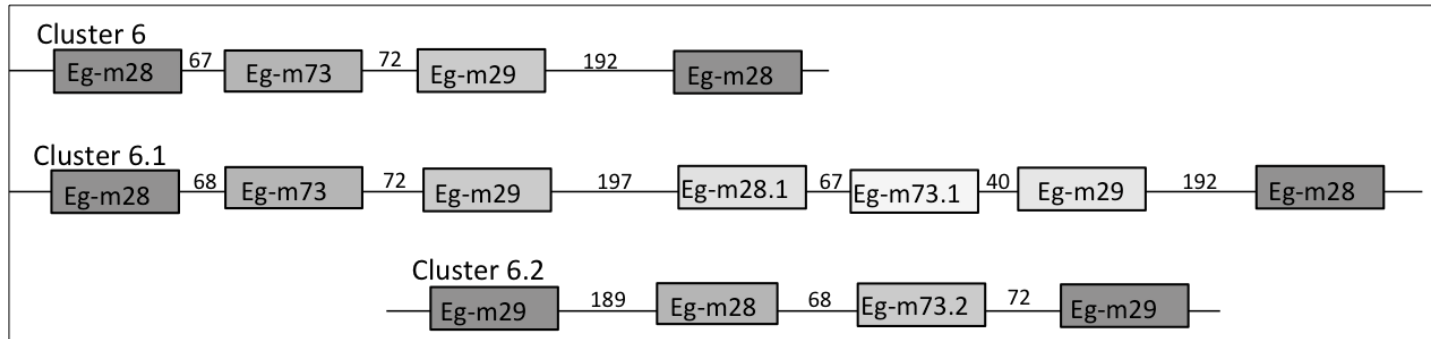 Cluster 6
Eg-m28 67 Eg-m73 72 Eg-m29 192 Eg-m28
Cluster 6.1
Eg-m28 68 Eg-m73 72 Eg-m29 197 Eg-m28.1 67 Eg-m73.1 40 Eg-m29 192 Eg-m28
Cluster 6.2
Eg-m29 189 Eg-m28 68 Eg-m73.2 72 Eg-m29